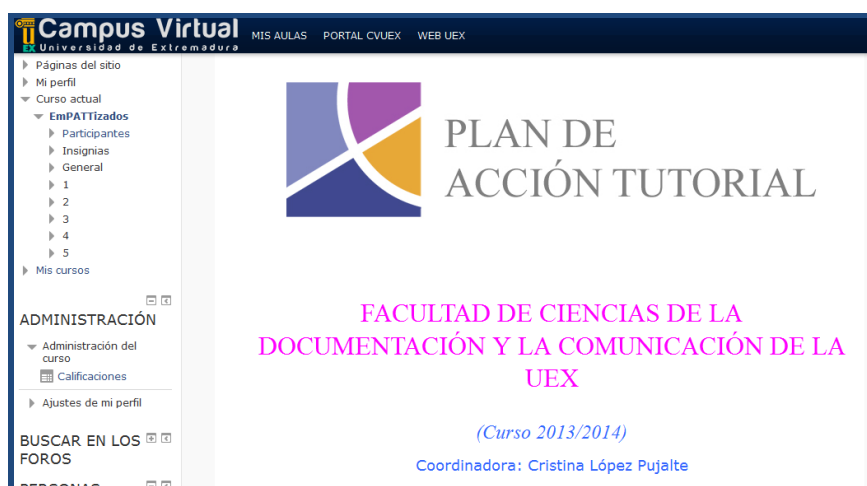 Campus Virtual
UEX Universidad de Extremadura
MIS AULAS PORTAL CVUEX WEB UEX
Páginas del sitio
Mi perfil
Curso actual
EmPATTizados
Participantes
Insignias
General
1
2
3
4
5
Mis cursos
ADMINISTRACIÓN
Administración del
curso
Calificaciones
Ajustes de mi perfil
BUSCAR EN LOS
FOROS
PERSONAS
PLAN DE
ACCIÓN TUTORIAL
FACULTAD DE CIENCIAS DE LA
DOCUMENTACIÓN Y LA COMUNICACIÓN DE LA
UEX
(Curso 2013/2014)
Coordinadora: Cristina López Pujalte